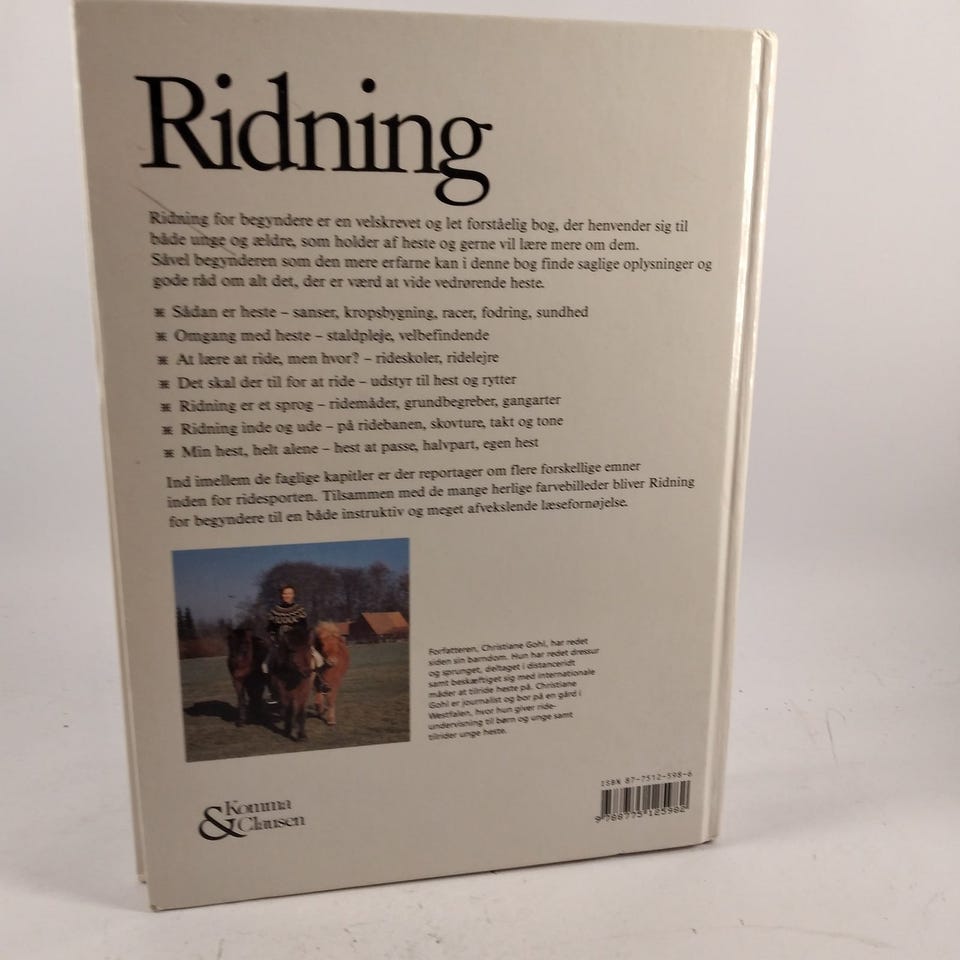 Ridning
Ridning for begyndere er en velskrevet og let forståelig bog, der henvender sig til
både unge og ældre, som holder af heste og gerne vil lære mere om dem.
Såvel begynderen som den mere erfarne kan i denne bog finde saglige oplysninger og
gode råd om alt det, der er værd at vide vedrørende heste.
⁎ Sådan er heste – sanser, kropsbygning, racer, fodring, sundhed
⁎ Omgang med heste – staldpleje, velbefindende
⁎ At lære at ride, men hvor? – rideskoler, ridelejre
⁎ Det skal der til for at ride – udstyr til hest og rytter
⁎ Ridning er et sprog – ridemåder, grundbegreber, gangarter
⁎ Ridning inde og ude – på ridebanen, skovture, takt og tone
⁎ Min hest, helt alene – hest at passe, halvpart, egen hest
Ind imellem de faglige kapitler er der reportager om flere forskellige emner
inden for ridesporten. Tilsammen med de mange herlige farvebilleder bliver Ridning
for begyndere til en både instruktiv og meget afvekslende læsefornøjelse.
Forfatteren, Christiane Gohl, har redet
siden sin barndom. Hun har redet dressur
og sprunget, deltaget i distanceridt
samt beskæftiget sig med internationale
måder at tilride heste på. Christiane
Gohl er journalist og bor på en gård i
Westfalen, hvor hun giver ride-
undervisning til børn og unge samt
tilrider unge heste.
Komma
& Clausen
ISBN 87-7512-598-6
9 788775 125982